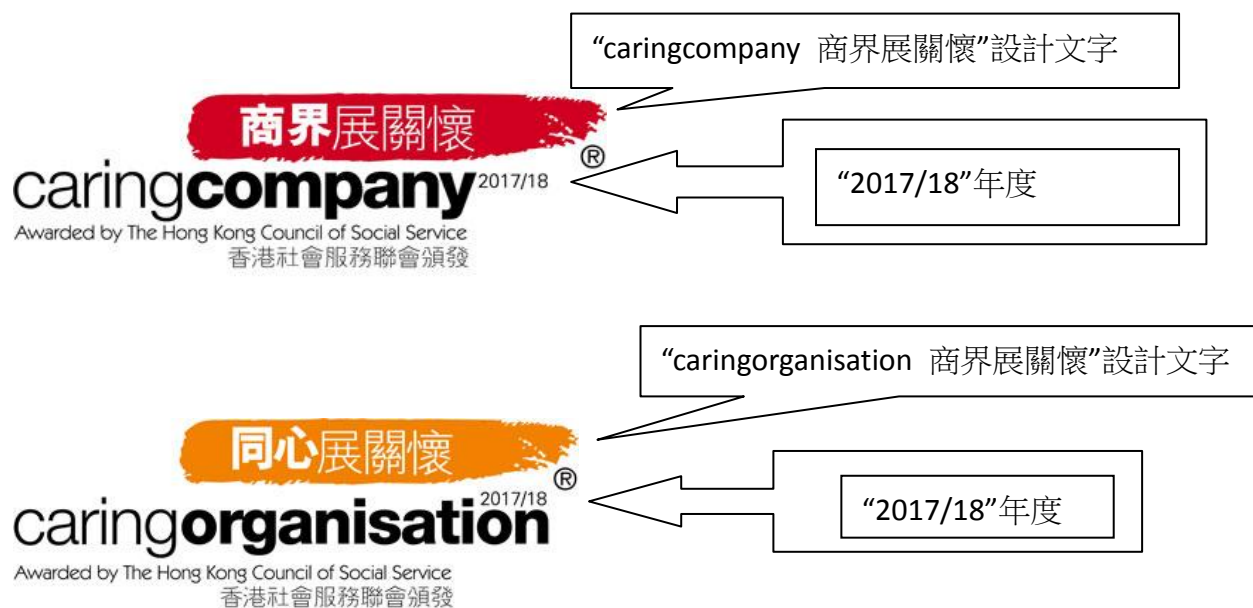 “caringcompany 商界展關懷”設計文字
商界展關懷
®
caringcompany 2017/18
“2017/18”年度
Awarded by The Hong Kong Council of Social Service
香港社會服務聯會頒發
“caringorganisation 商界展關懷”設計文字
同心展關懷
®
2017/18
caringorganisation
“2017/18”年度
Awarded by The Hong Kong Council of Social Service
香港社會服務聯會頒發